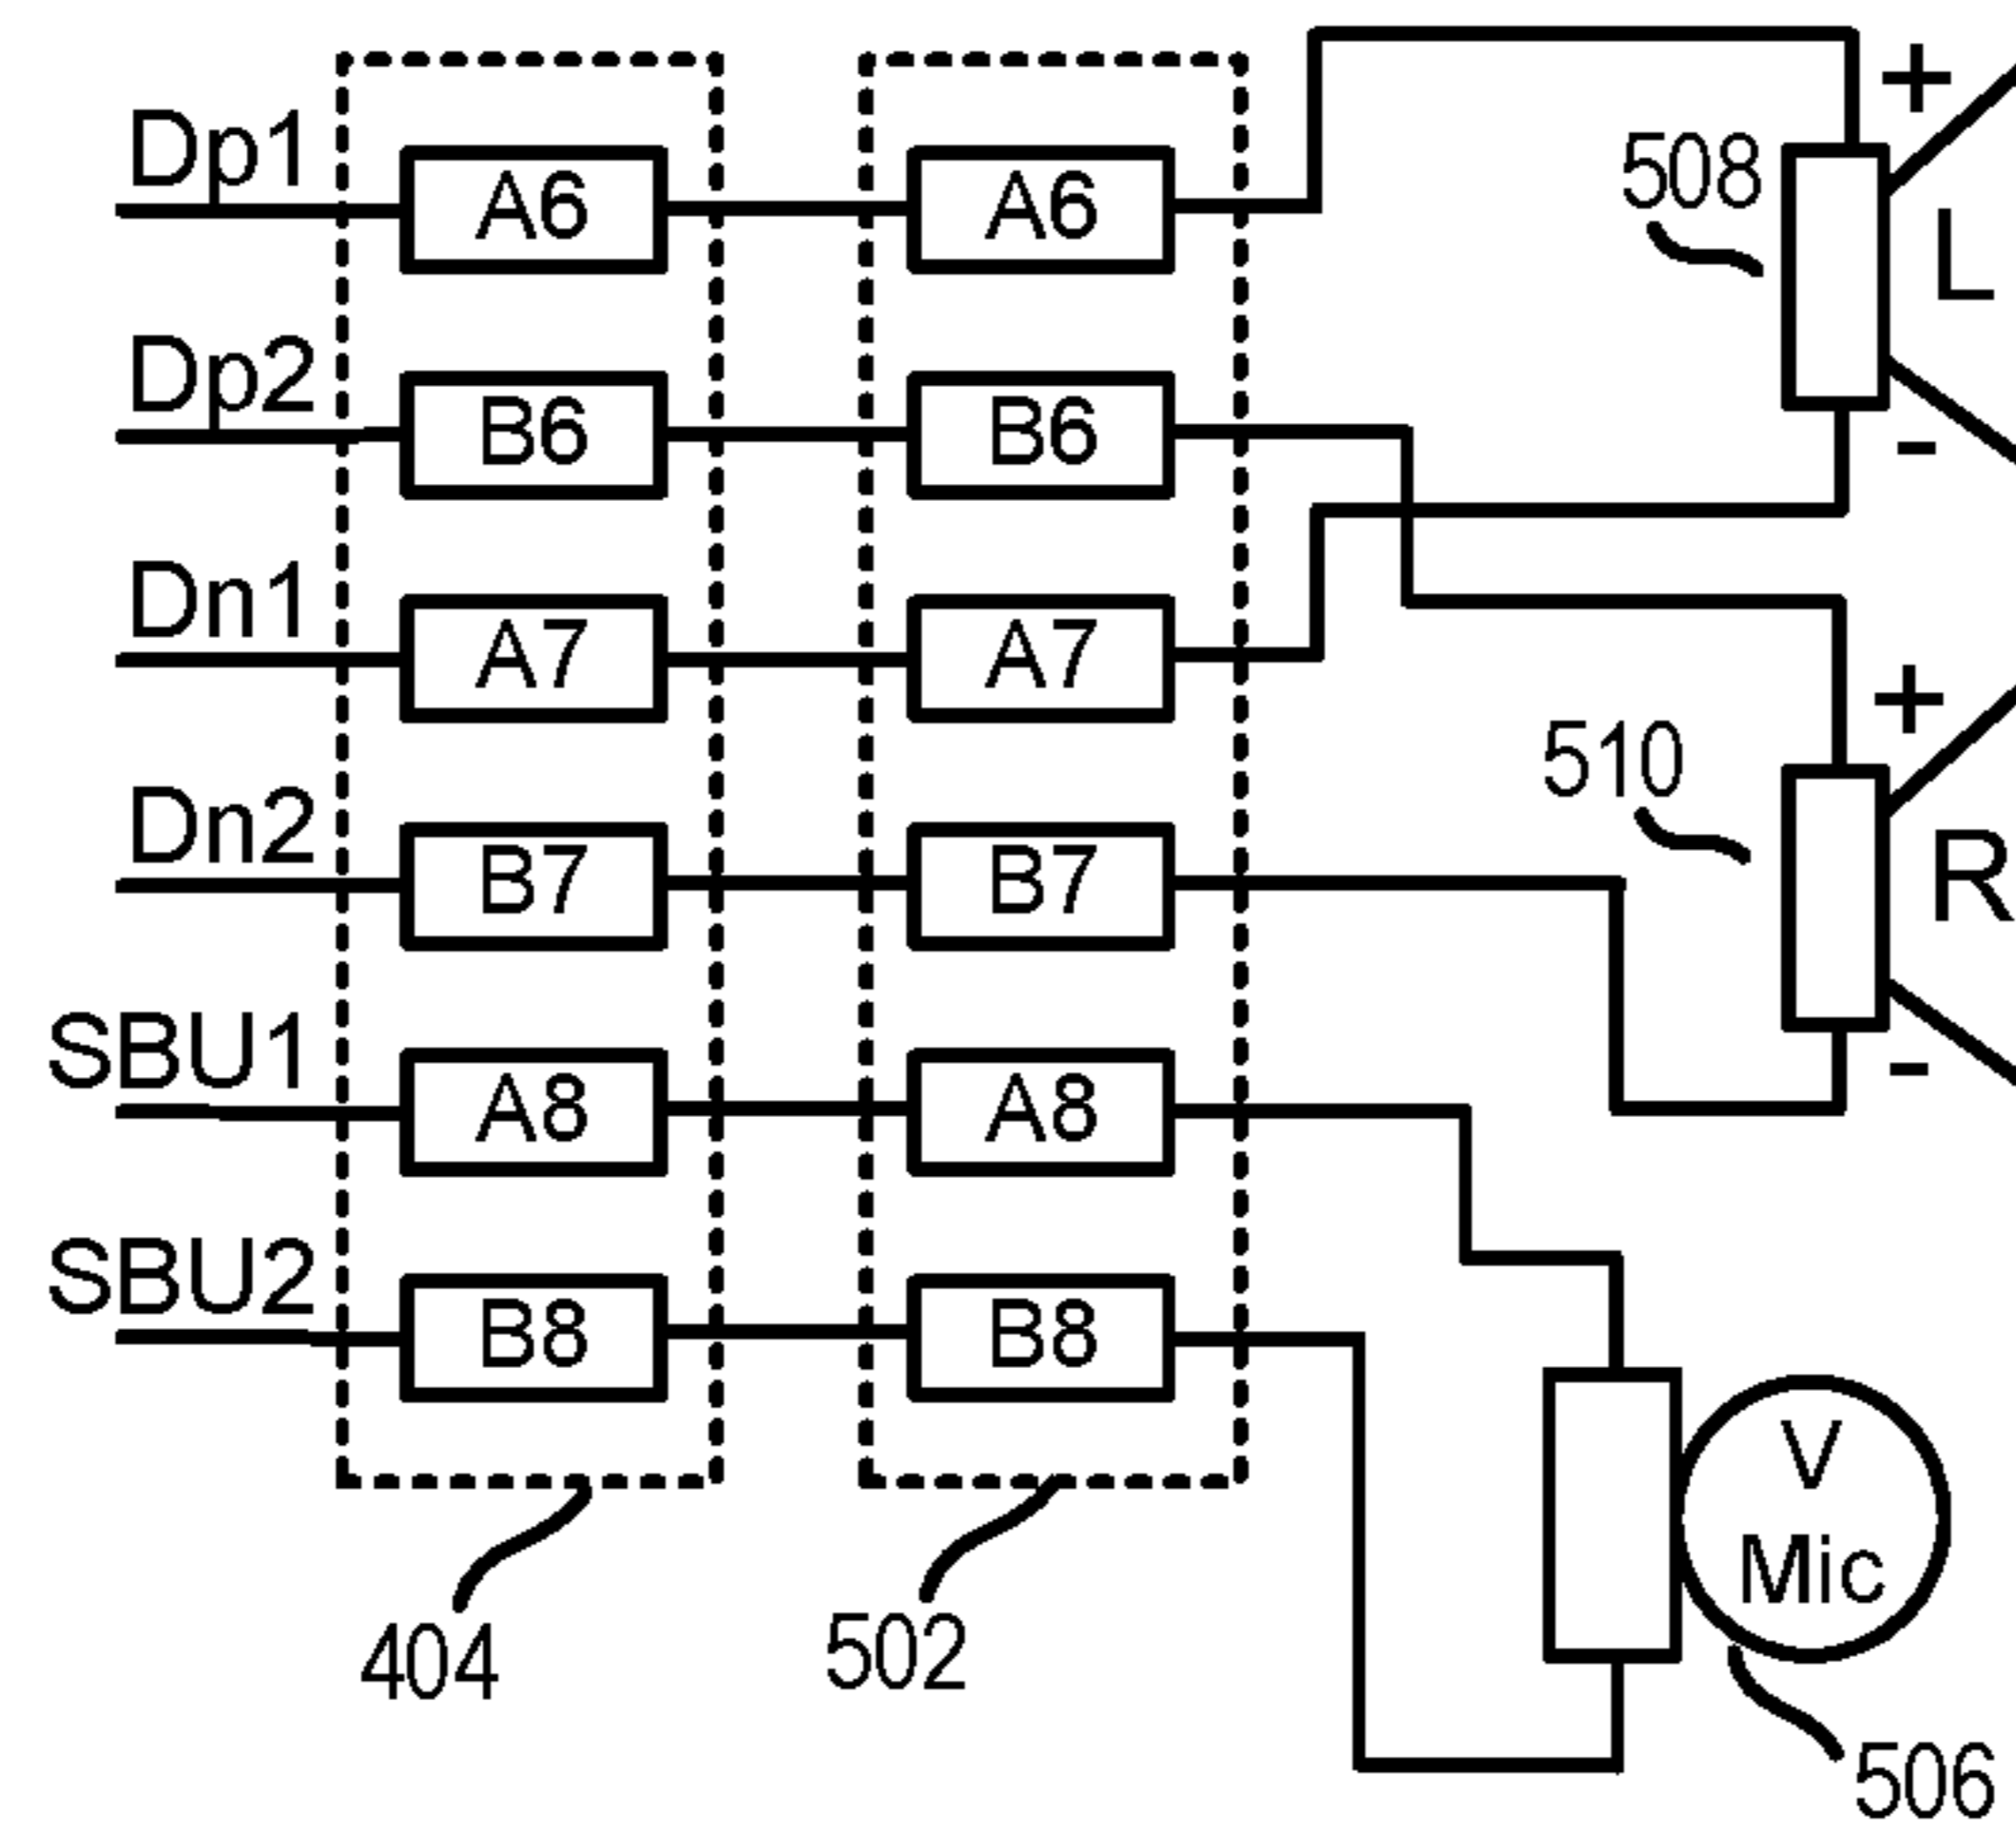 Dp1 A6 A6 + 508 L
Dp2 B6 B6 -
Dn1 A7 A7 +
Dn2 B7 B7 510 R
SBU1 A8 A8 -
SBU2 B8 B8
V
Mic
404 502
506